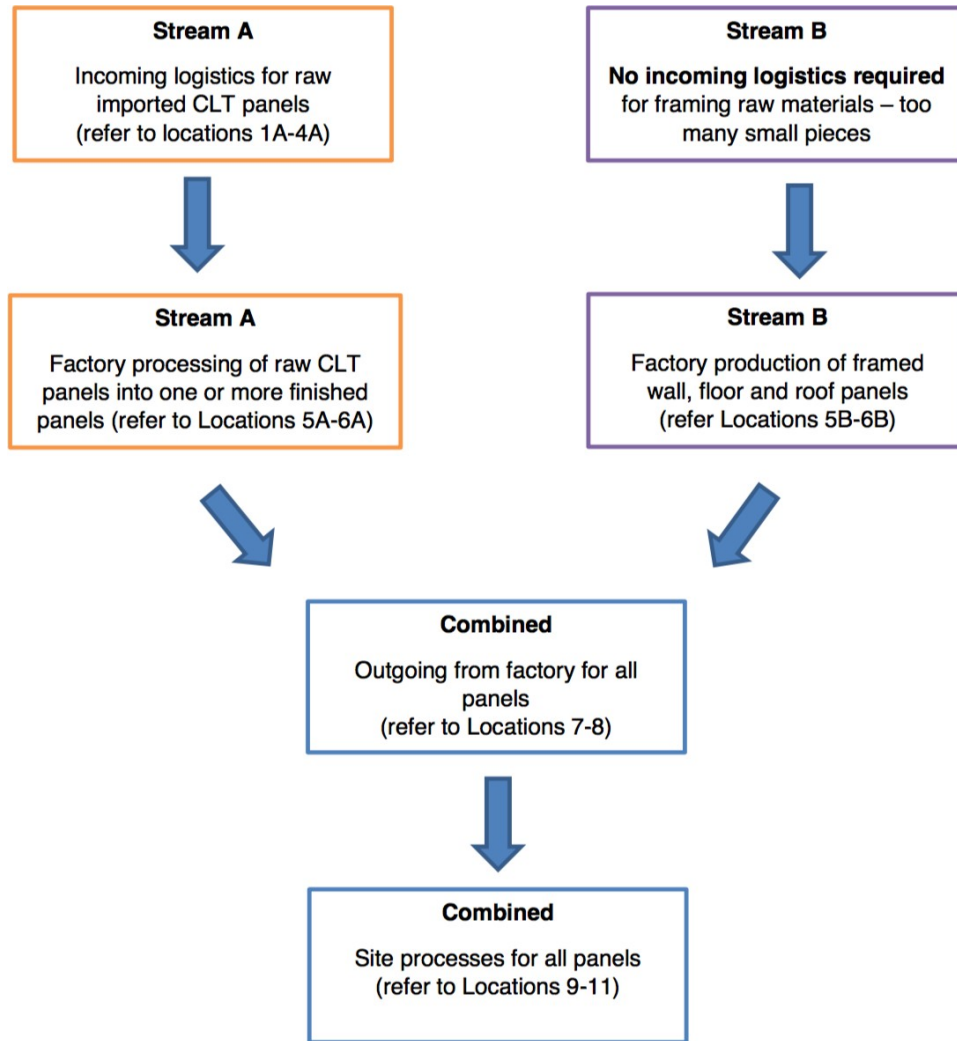 Stream A
Incoming logistics for raw
imported CLT panels
(refer to locations 1A-4A)
Stream B
No incoming logistics required
for framing raw materials – too
many small pieces
Stream A
Factory processing of raw CLT
panels into one or more finished
panels (refer to Locations 5A-6A)
Stream B
Factory production of framed
wall, floor and roof panels
(refer Locations 5B-6B)
Combined
Outgoing from factory for all
panels
(refer to Locations 7-8)
Combined
Site processes for all panels
(refer to Locations 9-11)